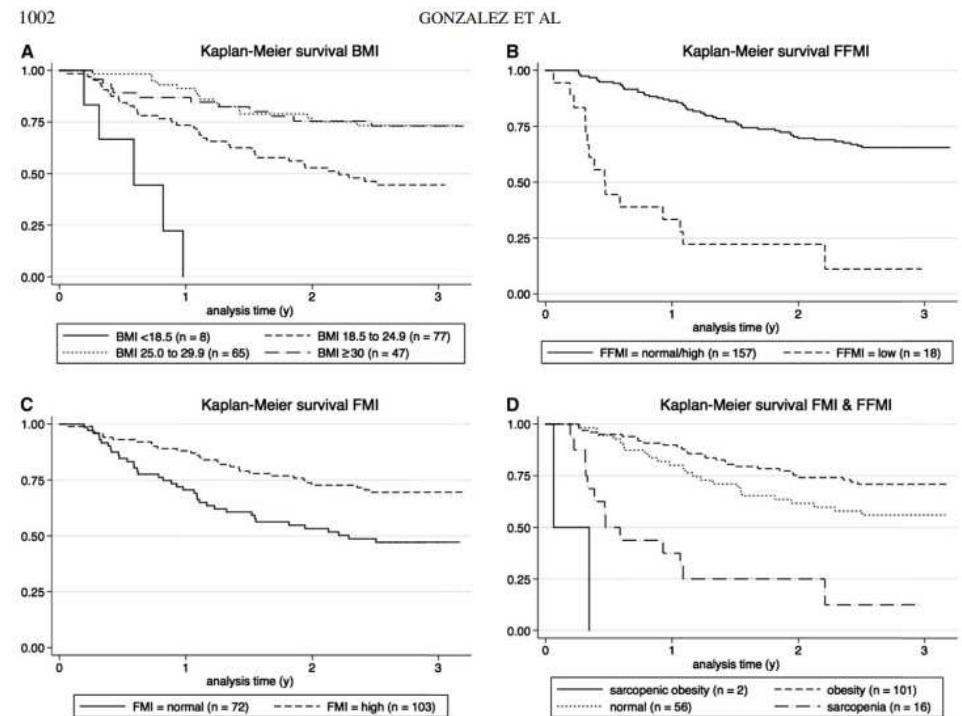 1002
GONZALEZ ET AL
A
Kaplan-Meier survival BMI
1.00
0.75
0.50
0.25
0.00
0
1
2
3
analysis time (y)
BMI <18.5 (n = 8)
BMI 18.5 to 24.9 (n = 77)
BMI 25.0 to 29.9 (n = 65)
BMI ≥30 (n = 47)
B
Kaplan-Meier survival FFMI
1.00
0.75
0.50
0.25
0.00
0
1
2
3
analysis time (y)
FFMI = normal/high (n = 157)
FFMI = low (n = 18)
C
Kaplan-Meier survival FMI
1.00
0.75
0.50
0.25
0.00
0
1
2
3
analysis time (y)
FMI = normal (n = 72)
FMI = high (n = 103)
D
Kaplan-Meier survival FMI & FFMI
1.00
0.75
0.50
0.25
0.00
0
1
2
3
analysis time (y)
sarcopenic obesity (n = 2)
obesity (n = 101)
normal (n = 56)
sarcopenia (n = 16)